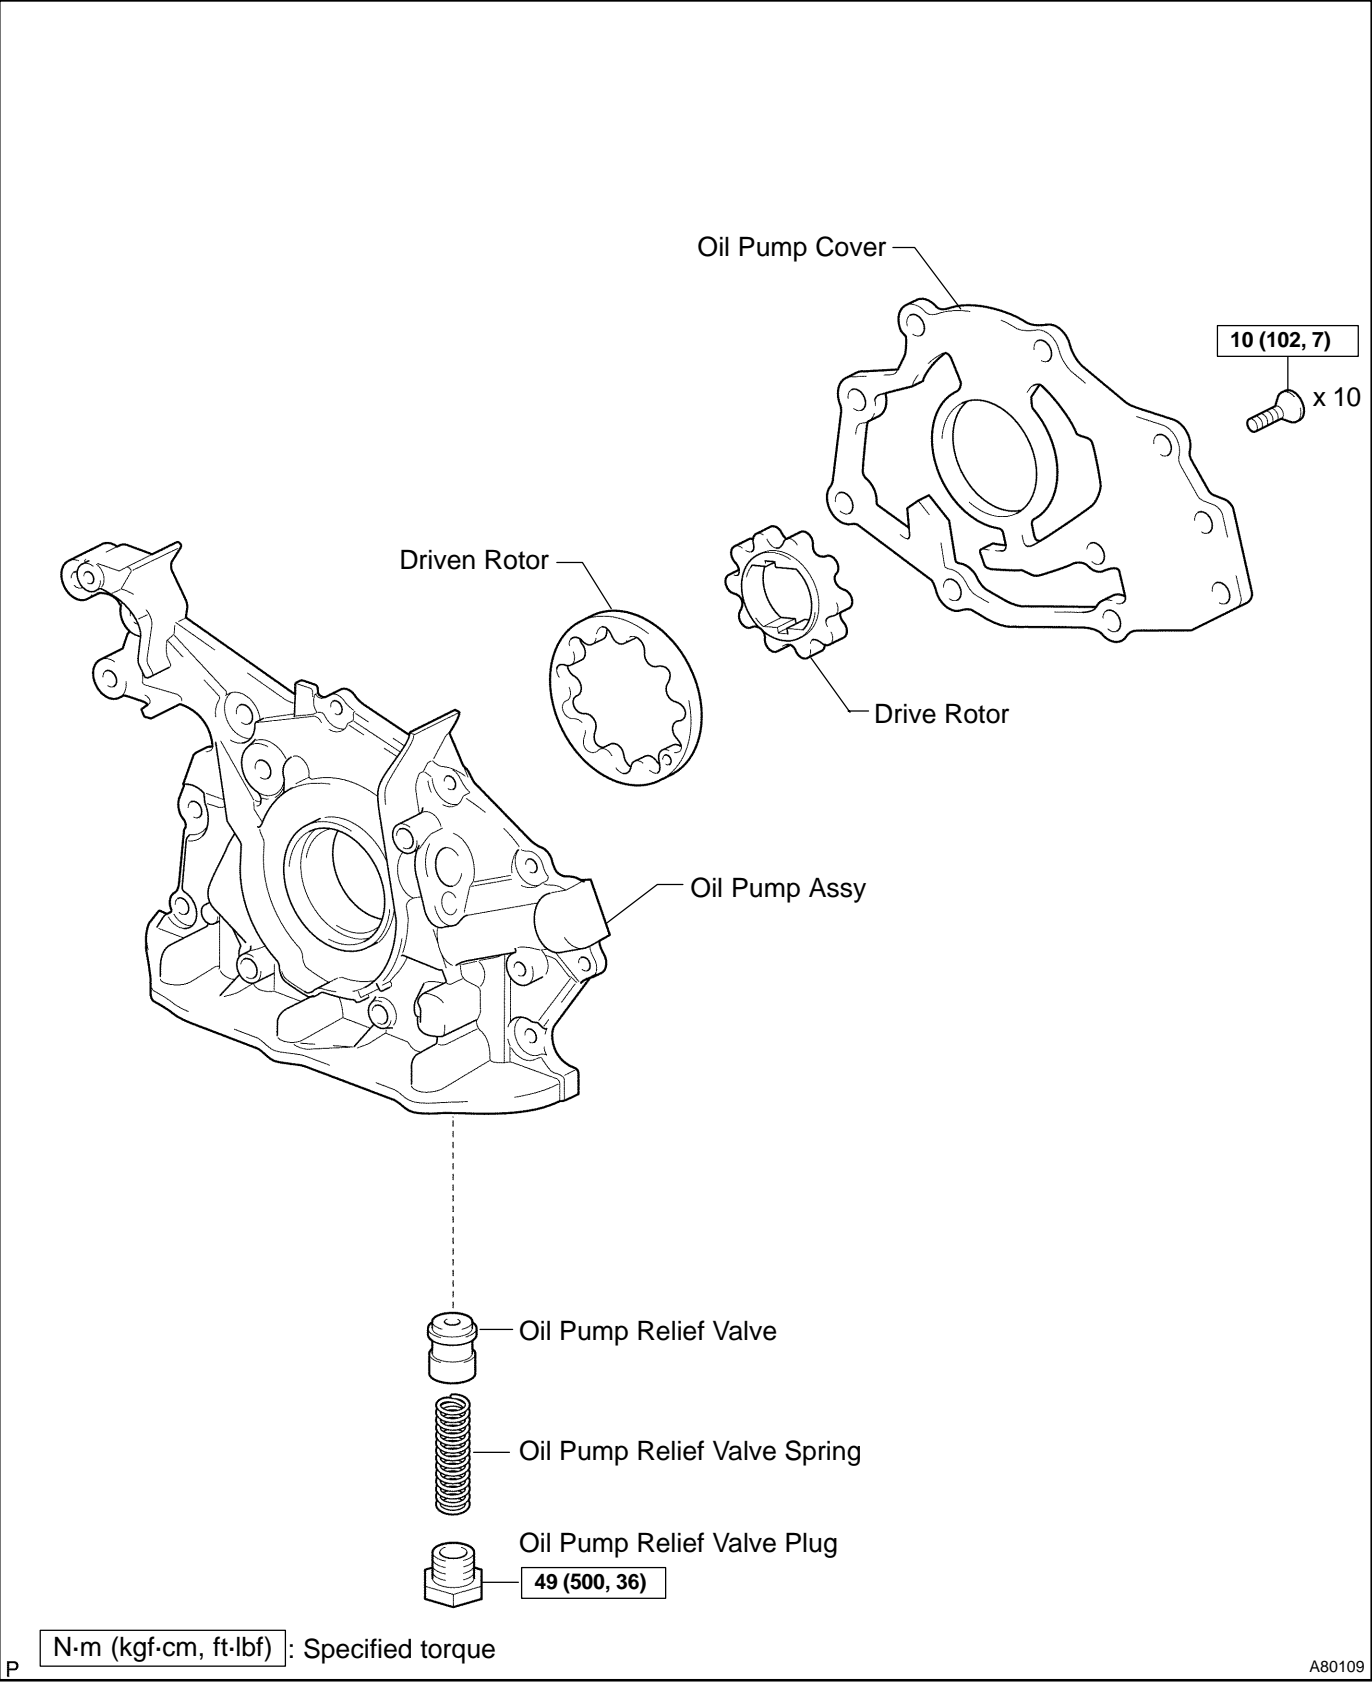 Oil Pump Cover
10 (102, 7)
x 10
Driven Rotor
Drive Rotor
Oil Pump Assy
Oil Pump Relief Valve
Oil Pump Relief Valve Spring
Oil Pump Relief Valve Plug
49 (500, 36)
N·m (kgf·cm, ft·lbf) : Specified torque
P
A80109